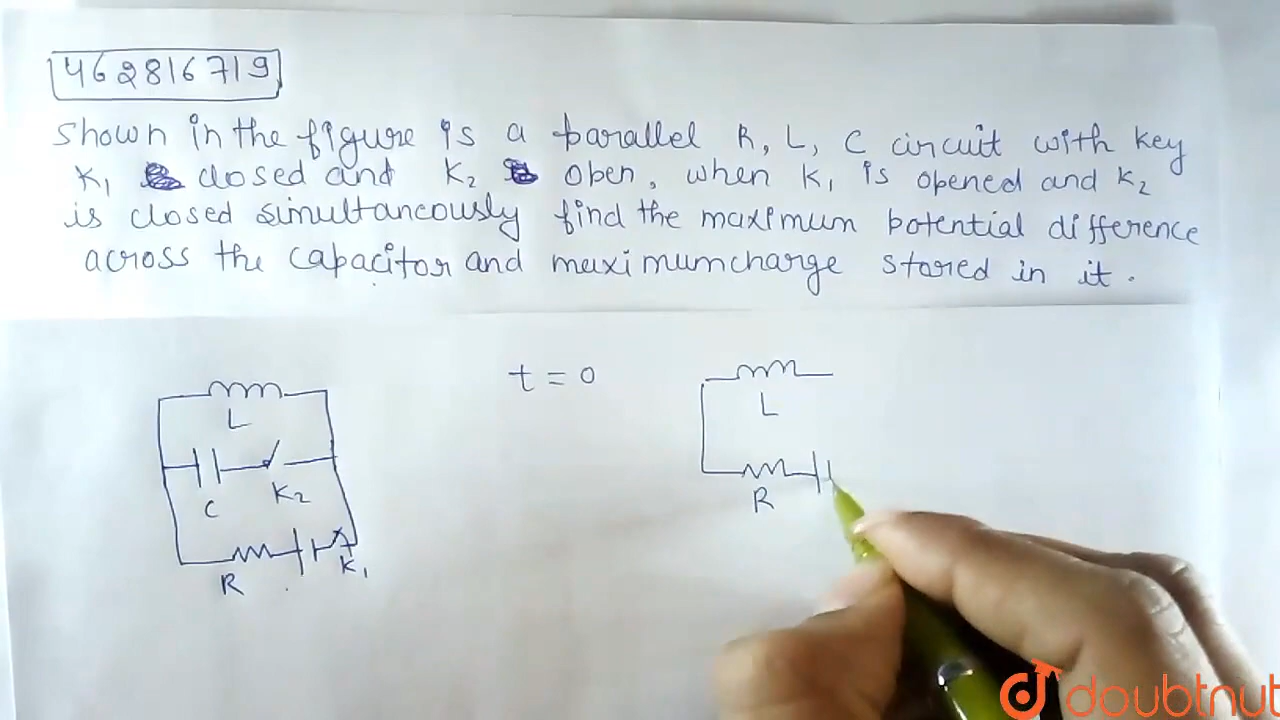 462816719
Shown in the figure is a parallel R, L, C circuit with key
K₁ closed and K₂ open, when K₁ is opened and K₂
is closed simultaneously find the maximum potential difference
across the capacitor and maximum charge stored in it.
t = 0
L
L
C K₂
R
R K₁
doubtnut